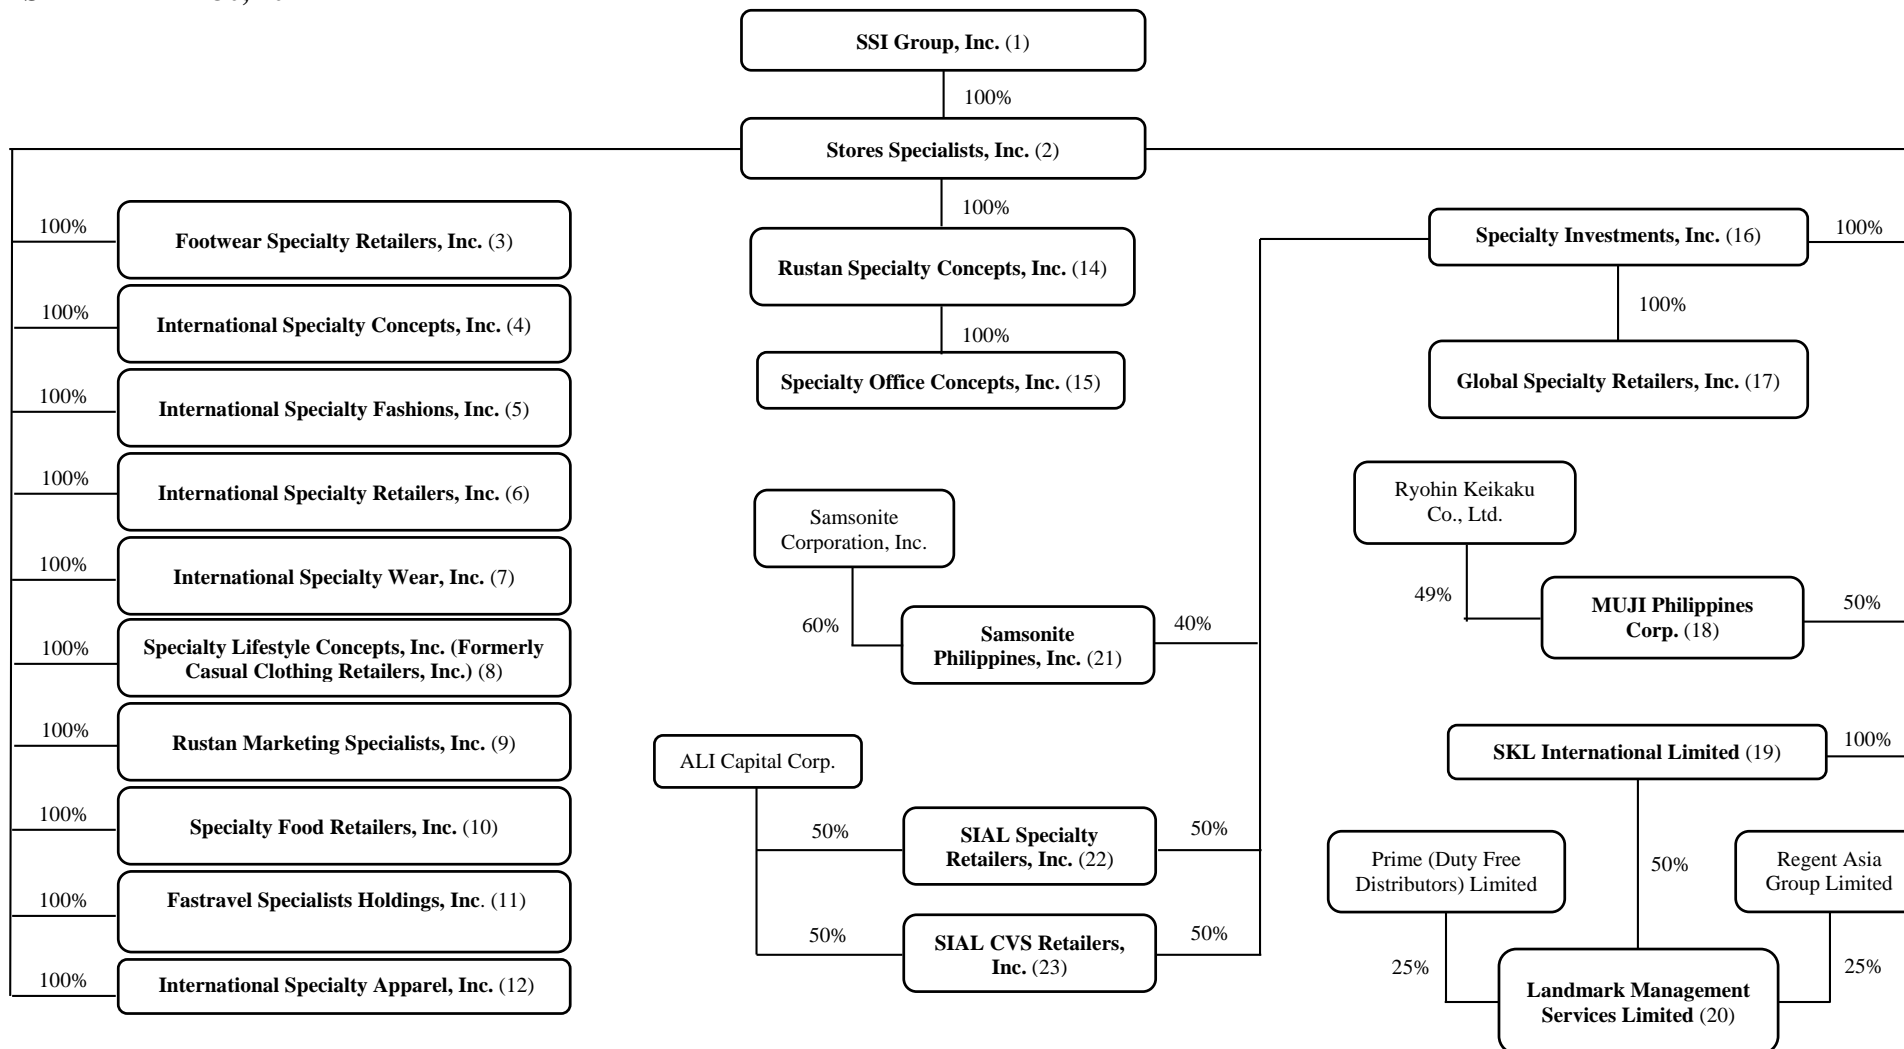 SSI Group, Inc. (1)
100%
Stores Specialists, Inc. (2)
100%
Footwear Specialty Retailers, Inc. (3)
100%
International Specialty Concepts, Inc. (4)
100%
International Specialty Fashions, Inc. (5)
100%
International Specialty Retailers, Inc. (6)
100%
International Specialty Wear, Inc. (7)
100%
Specialty Lifestyle Concepts, Inc. (Formerly
Casual Clothing Retailers, Inc.) (8)
100%
Rustan Marketing Specialists, Inc. (9)
100%
Specialty Food Retailers, Inc. (10)
100%
Fastravel Specialists Holdings, Inc. (11)
100%
International Specialty Apparel, Inc. (12)
100%
Rustan Specialty Concepts, Inc. (14)
100%
Specialty Office Concepts, Inc. (15)
Samsonite
Corporation, Inc.
60%
Samsonite
Philippines, Inc. (21)
40%
ALI Capital Corp.
50%
SIAL Specialty
Retailers, Inc. (22)
50%
50%
SIAL CVS Retailers,
Inc. (23)
50%
Specialty Investments, Inc. (16)
100%
100%
Global Specialty Retailers, Inc. (17)
Ryohin Keikaku
Co., Ltd.
49%
MUJI Philippines
Corp. (18)
50%
SKL International Limited (19)
100%
Prime (Duty Free
Distributors) Limited
50%
Regent Asia
Group Limited
25%
25%
Landmark Management
Services Limited (20)